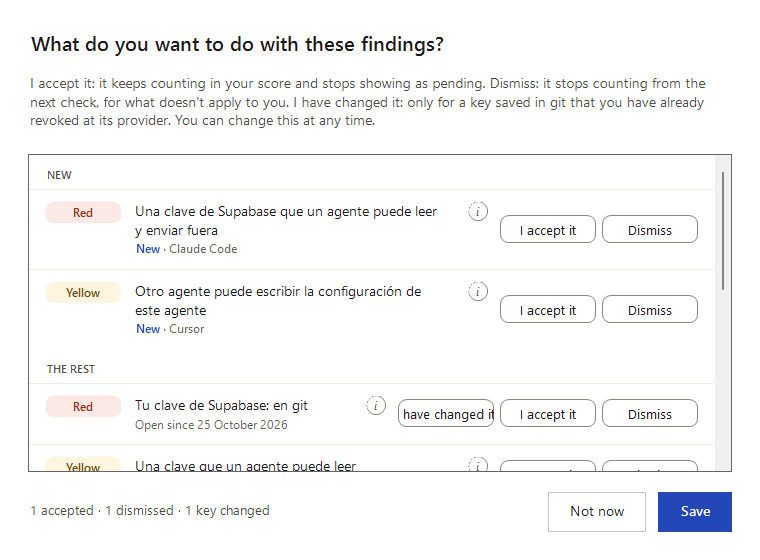 What do you want to do with these findings?
I accept it: it keeps counting in your score and stops showing as pending. Dismiss: it stops counting from the
next check, for what doesn't apply to you. I have changed it: only for a key saved in git that you have already
revoked at its provider. You can change this at any time.
NEW
Red
Una clave de Supabase que un agente puede leer
y enviar fuera
New · Claude Code
i
I accept it
Dismiss
Yellow
Otro agente puede escribir la configuración de
este agente
New · Cursor
i
I accept it
Dismiss
THE REST
Red
Tu clave de Supabase: en git
Open since 25 October 2026
i
have changed it
I accept it
Dismiss
Yellow
Una clave que un agente puede leer
i
1 accepted · 1 dismissed · 1 key changed
Not now
Save